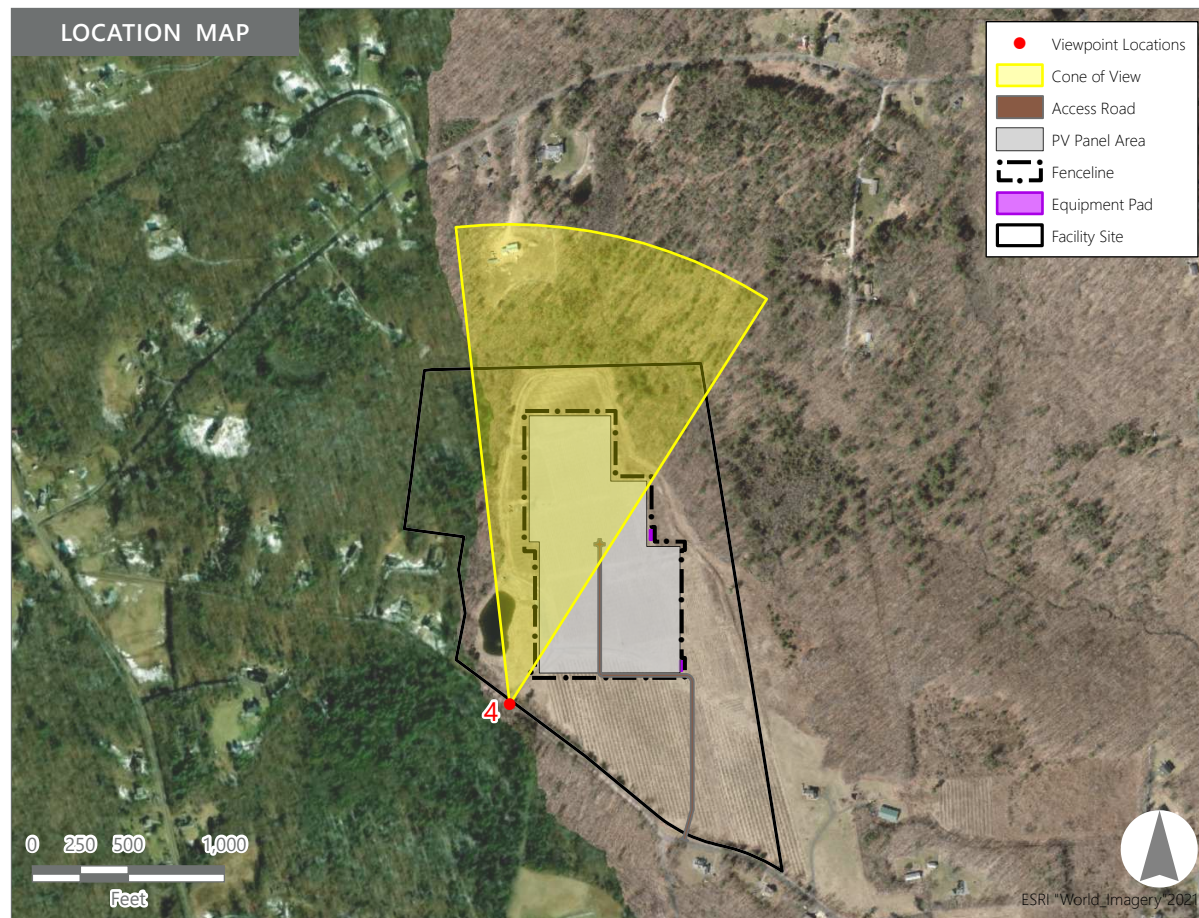 LOCATION MAP
Viewpoint Locations
Cone of View
Access Road
PV Panel Area
Fenceline
Equipment Pad
Facility Site
4
0 250 500 1,000
Feet
ESRI "World_Imagery" 2021